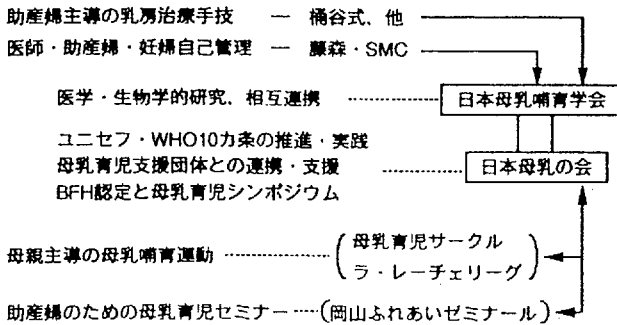 助産婦主導の乳房治療手技 ― 桶谷式、他
医師・助産婦・妊婦自己管理 ― 藤森・SMC
医学・生物学的研究、相互連携 ‥‥‥‥ 日本母乳哺育学会
ユニセフ・WHO10カ条の推進・実践
母乳育児支援団体との連携・支援 ‥‥‥‥ 日本母乳の会
BFH認定と母乳育児シンポジウム
母親主導の母乳哺育運動 ‥‥‥‥ (母乳育児サークル
ラ・レーチェリーグ)
助産婦のための母乳育児セミナー‥‥(岡山ふれあいゼミナール)